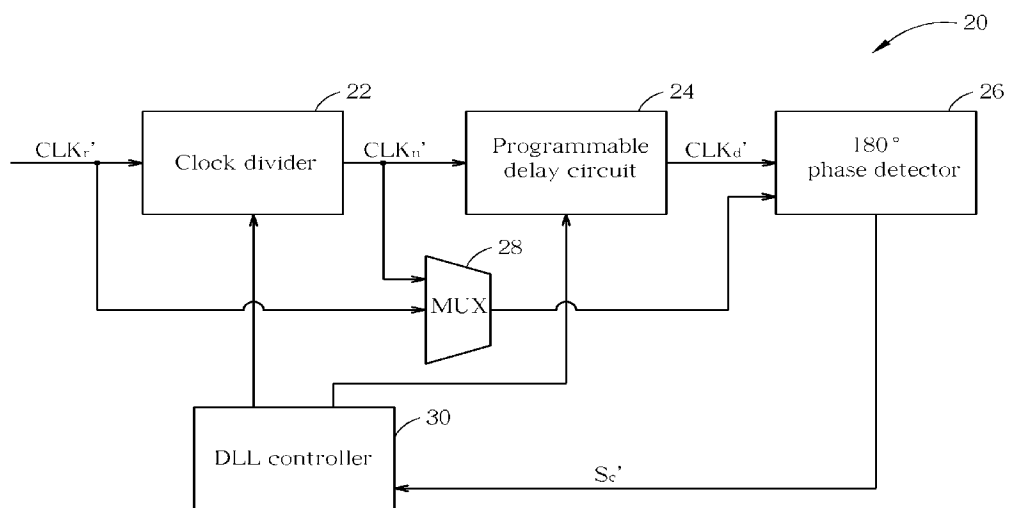 20
22
24
26
CLKr'
Clock divider
CLKn'
Programmable
delay circuit
CLKd'
180°
phase detector
28
MUX
30
DLL controller
Sc'